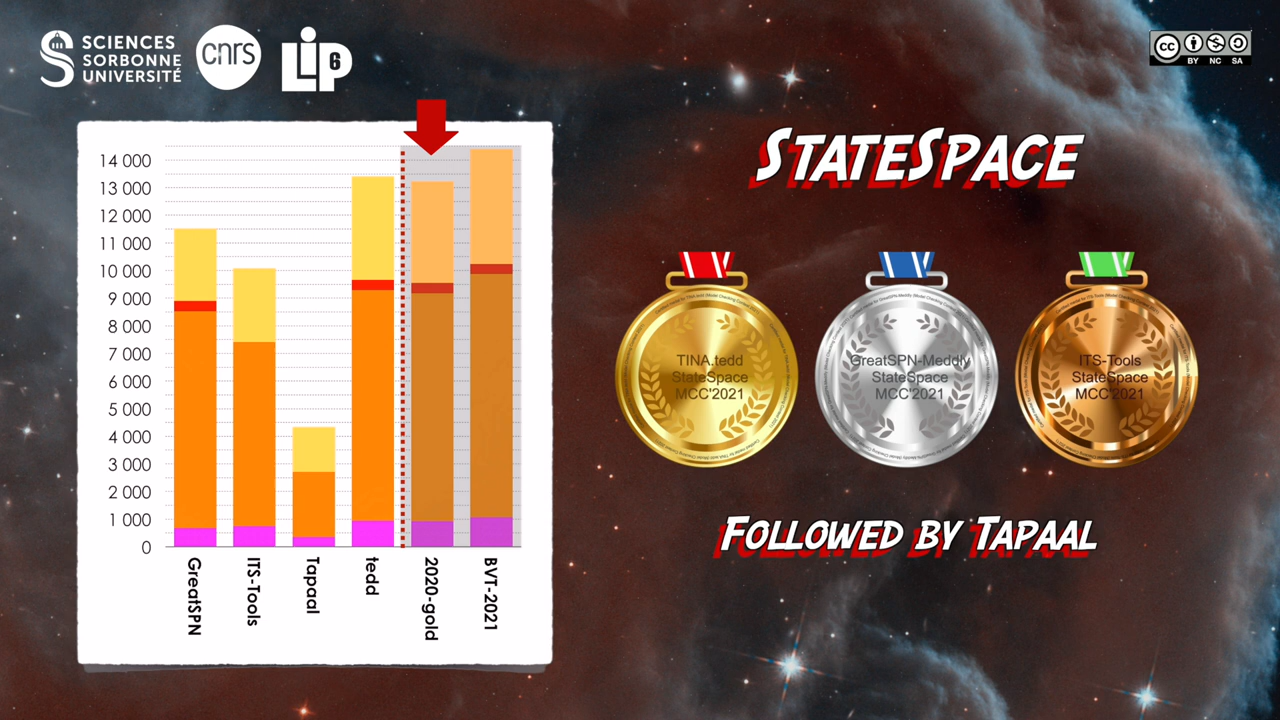 SCIENCES
SORBONNE
UNIVERSITÉ
cnrs
LIP6
CC
BY NC SA
STATESPACE
14 000
13 000
12 000
11 000
10 000
9 000
8 000
7 000
6 000
5 000
4 000
3 000
2 000
1 000
0
GreatSPN
ITS-Tools
Tapaal
tedd
2020-gold
BVT-2021
TINA.tedd
StateSpace
MCC'2021
GreatSPN-Meddly
StateSpace
MCC'2021
ITS-Tools
StateSpace
MCC'2021
FOLLOWED BY TAPAAL